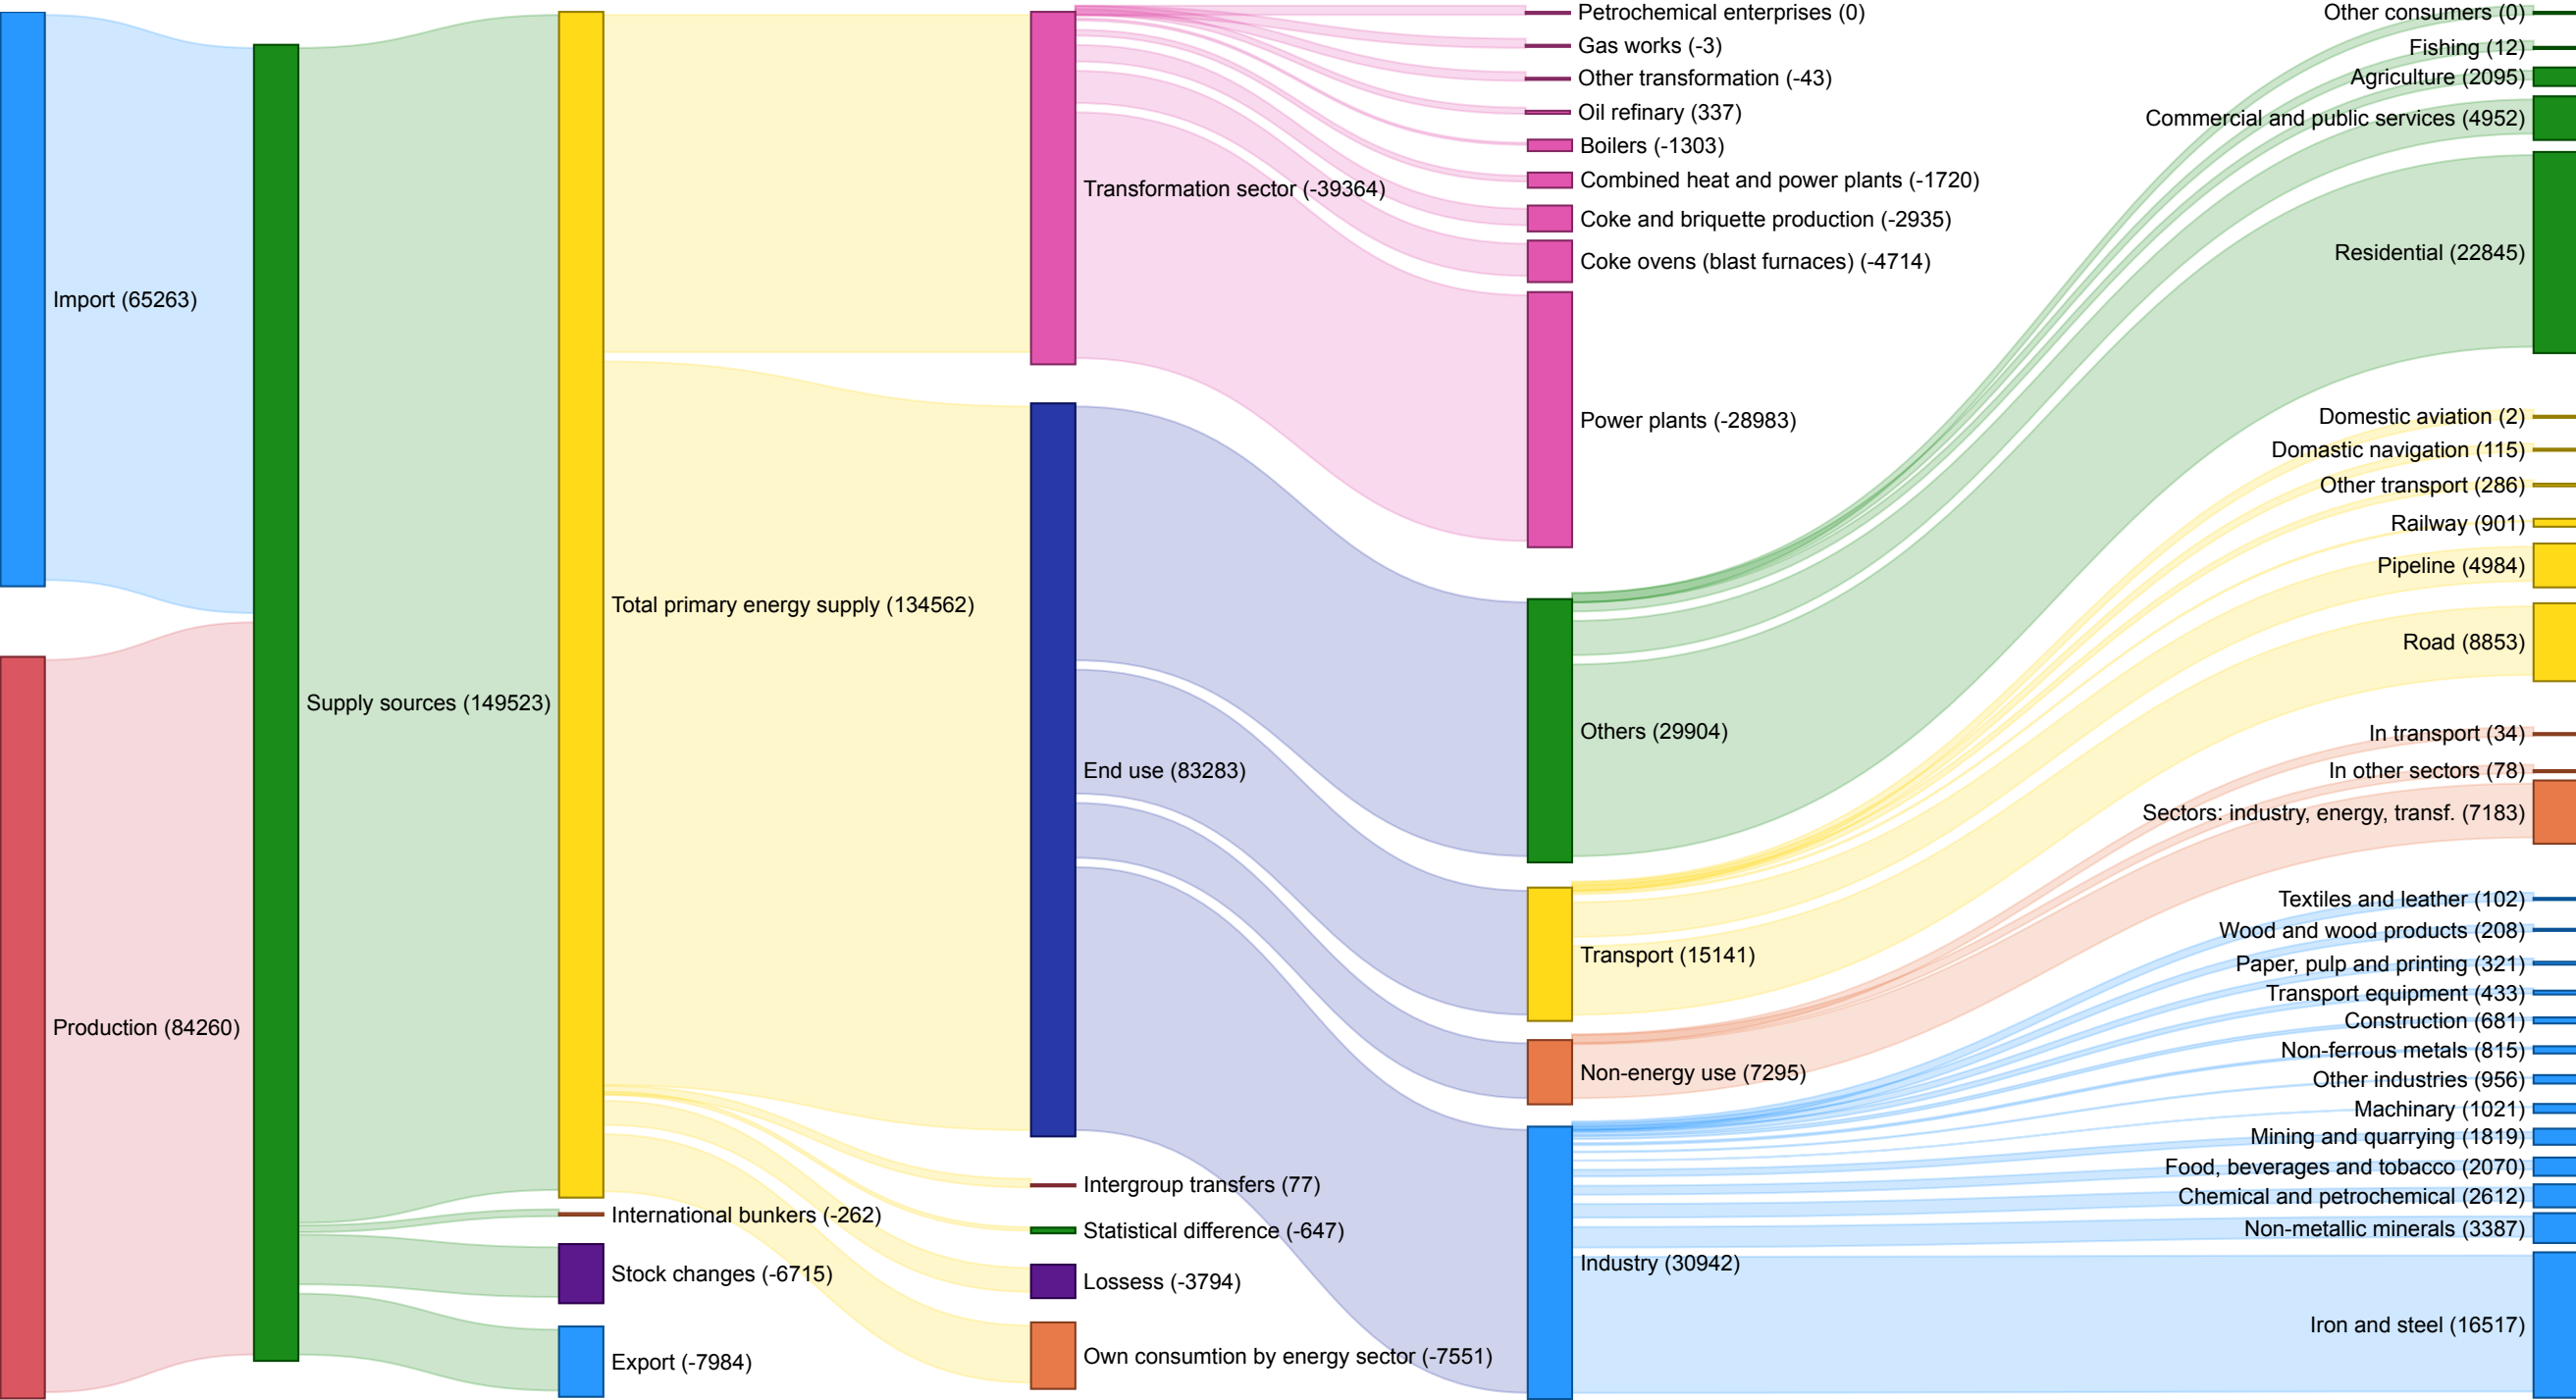 Import (65263)
Production (84260)
Supply sources (149523)
Total primary energy supply (134562)
International bunkers (-262)
Stock changes (-6715)
Export (-7984)
Transformation sector (-39364)
End use (83283)
Intergroup transfers (77)
Statistical difference (-647)
Lossess (-3794)
Own consumtion by energy sector (-7551)
Petrochemical enterprises (0)
Gas works (-3)
Other transformation (-43)
Oil refinary (337)
Boilers (-1303)
Combined heat and power plants (-1720)
Coke and briquette production (-2935)
Coke ovens (blast furnaces) (-4714)
Power plants (-28983)
Others (29904)
Transport (15141)
Non-energy use (7295)
Industry (30942)
Other consumers (0)
Fishing (12)
Agriculture (2095)
Commercial and public services (4952)
Residential (22845)
Domestic aviation (2)
Domastic navigation (115)
Other transport (286)
Railway (901)
Pipeline (4984)
Road (8853)
In transport (34)
In other sectors (78)
Sectors: industry, energy, transf. (7183)
Textiles and leather (102)
Wood and wood products (208)
Paper, pulp and printing (321)
Transport equipment (433)
Construction (681)
Non-ferrous metals (815)
Other industries (956)
Machinary (1021)
Mining and quarrying (1819)
Food, beverages and tobacco (2070)
Chemical and petrochemical (2612)
Non-metallic minerals (3387)
Iron and steel (16517)